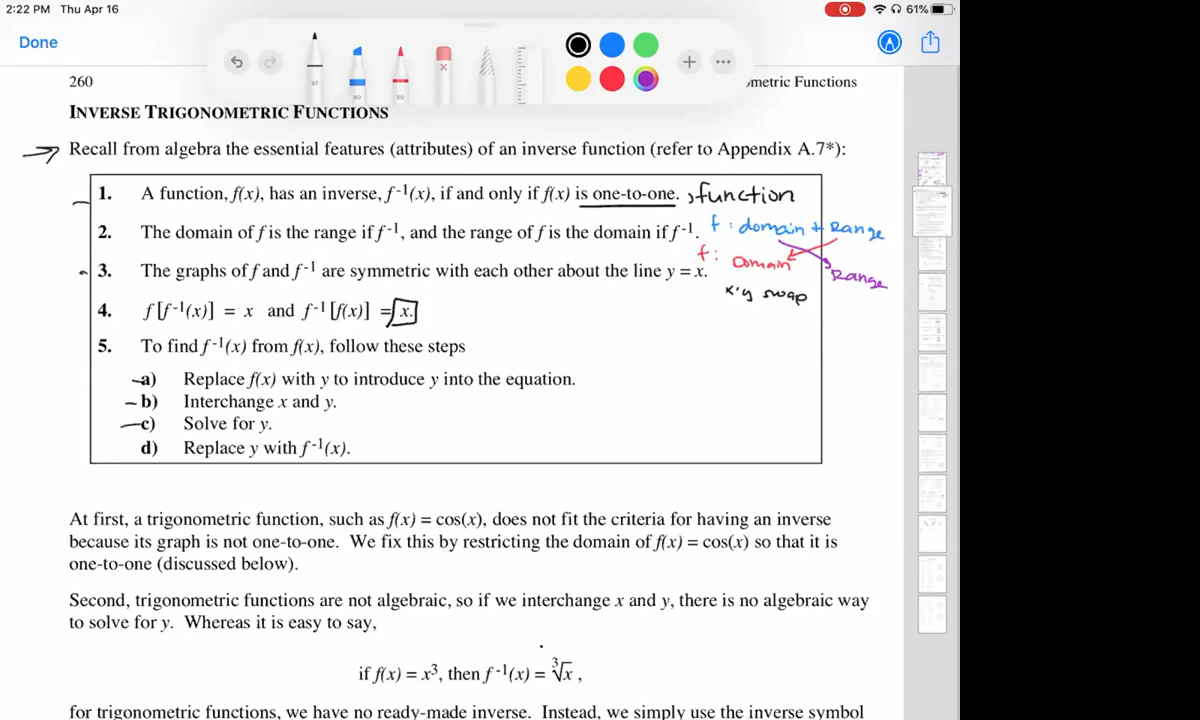 2:22 PM Thu Apr 16
61%
Done
260
ometric Functions
INVERSE TRIGONOMETRIC FUNCTIONS
Recall from algebra the essential features (attributes) of an inverse function (refer to Appendix A.7*):
1. A function, f(x), has an inverse, f⁻¹(x), if and only if f(x) is one-to-one. , function
2. The domain of f is the range if f⁻¹, and the range of f is the domain if f⁻¹. f : domain + Range
3. The graphs of f and f⁻¹ are symmetric with each other about the line y = x. f: Domain Range
x·y swap
4. f [f⁻¹(x)] = x and f⁻¹ [f(x)] = x.
5. To find f⁻¹(x) from f(x), follow these steps
a) Replace f(x) with y to introduce y into the equation.
b) Interchange x and y.
c) Solve for y.
d) Replace y with f⁻¹(x).
At first, a trigonometric function, such as f(x) = cos(x), does not fit the criteria for having an inverse
because its graph is not one-to-one. We fix this by restricting the domain of f(x) = cos(x) so that it is
one-to-one (discussed below).
Second, trigonometric functions are not algebraic, so if we interchange x and y, there is no algebraic way
to solve for y. Whereas it is easy to say,
if f(x) = x³, then f⁻¹(x) = ∛x ,
for trigonometric functions, we have no ready-made inverse. Instead, we simply use the inverse symbol